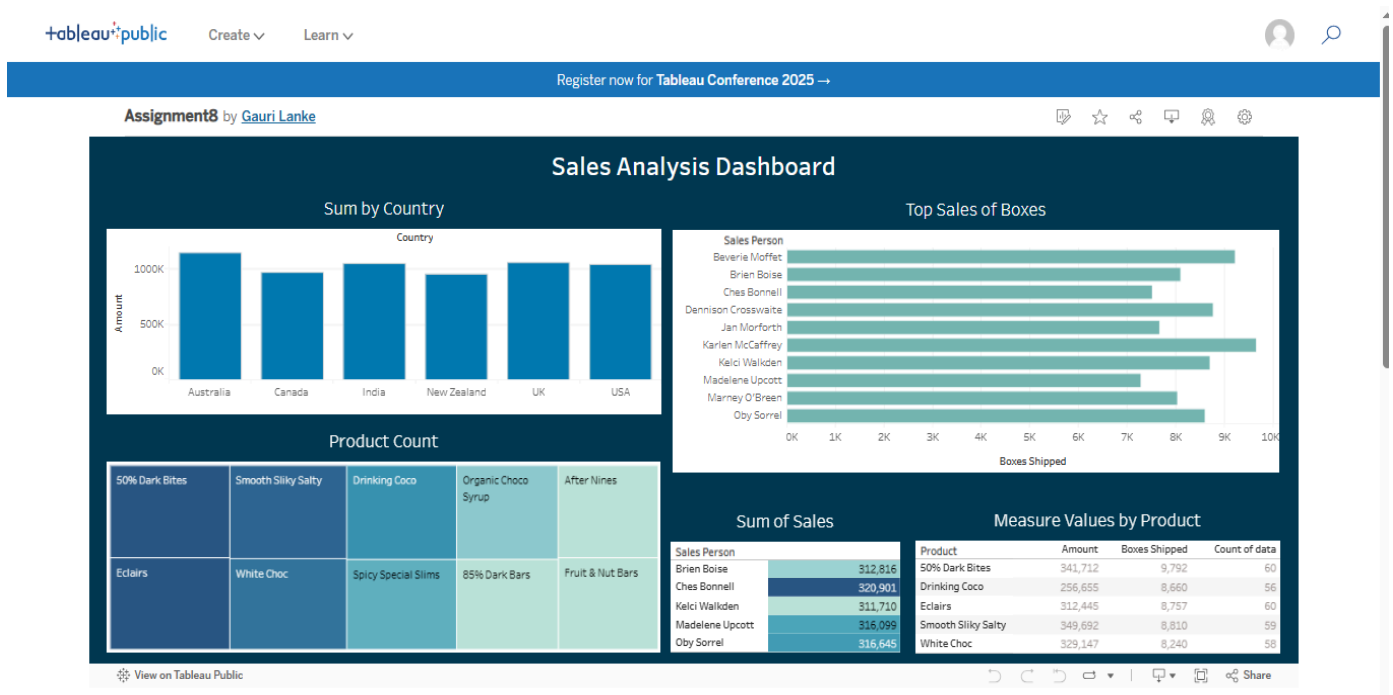 +ableau public
Create
Learn
Register now for Tableau Conference 2025 →
Assignment8 by Gauri Lanke
Sales Analysis Dashboard
Sum by Country
Country
Amount
1000K
500K
0K
Australia
Canada
India
New Zealand
UK
USA
Top Sales of Boxes
Sales Person
Beverie Moffet
Brien Boise
Ches Bonnell
Dennison Crosswaite
Jan Morforth
Karlen McCaffrey
Kelci Walkden
Madelene Upcott
Marney O'Breen
Oby Sorrel
0K 1K 2K 3K 4K 5K 6K 7K 8K 9K 10K
Boxes Shipped
Product Count
50% Dark Bites
Smooth Sliky Salty
Drinking Coco
Organic Choco
Syrup
After Nines
Eclairs
White Choc
Spicy Special Slims
85% Dark Bars
Fruit & Nut Bars
Sum of Sales
Sales Person
Brien Boise 312,816
Ches Bonnell 320,901
Kelci Walkden 311,710
Madelene Upcott 316,099
Oby Sorrel 316,645
Measure Values by Product
Product Amount Boxes Shipped Count of data
50% Dark Bites 341,712 9,792 60
Drinking Coco 256,655 8,660 56
Eclairs 312,445 8,757 60
Smooth Sliky Salty 349,692 8,810 59
White Choc 329,147 8,240 58
View on Tableau Public
Share